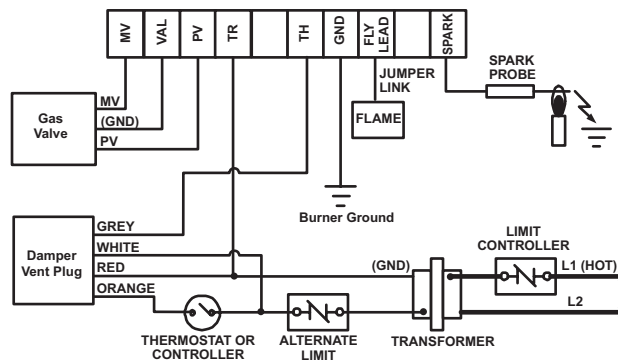 MV
VAL
PV
TR
TH
GND
FLY
LEAD
SPARK
JUMPER
LINK
SPARK
PROBE
Gas
Valve
MV
(GND)
PV
FLAME
Burner Ground
Damper
Vent Plug
GREY
WHITE
RED
ORANGE
(GND)
LIMIT
CONTROLLER
L1 (HOT)
L2
THERMOSTAT OR
CONTROLLER
ALTERNATE
LIMIT
TRANSFORMER